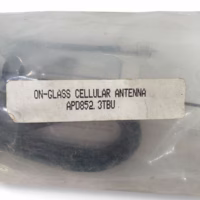 ON-GLASS CELLULAR ANTENNA
APD852.3TBU